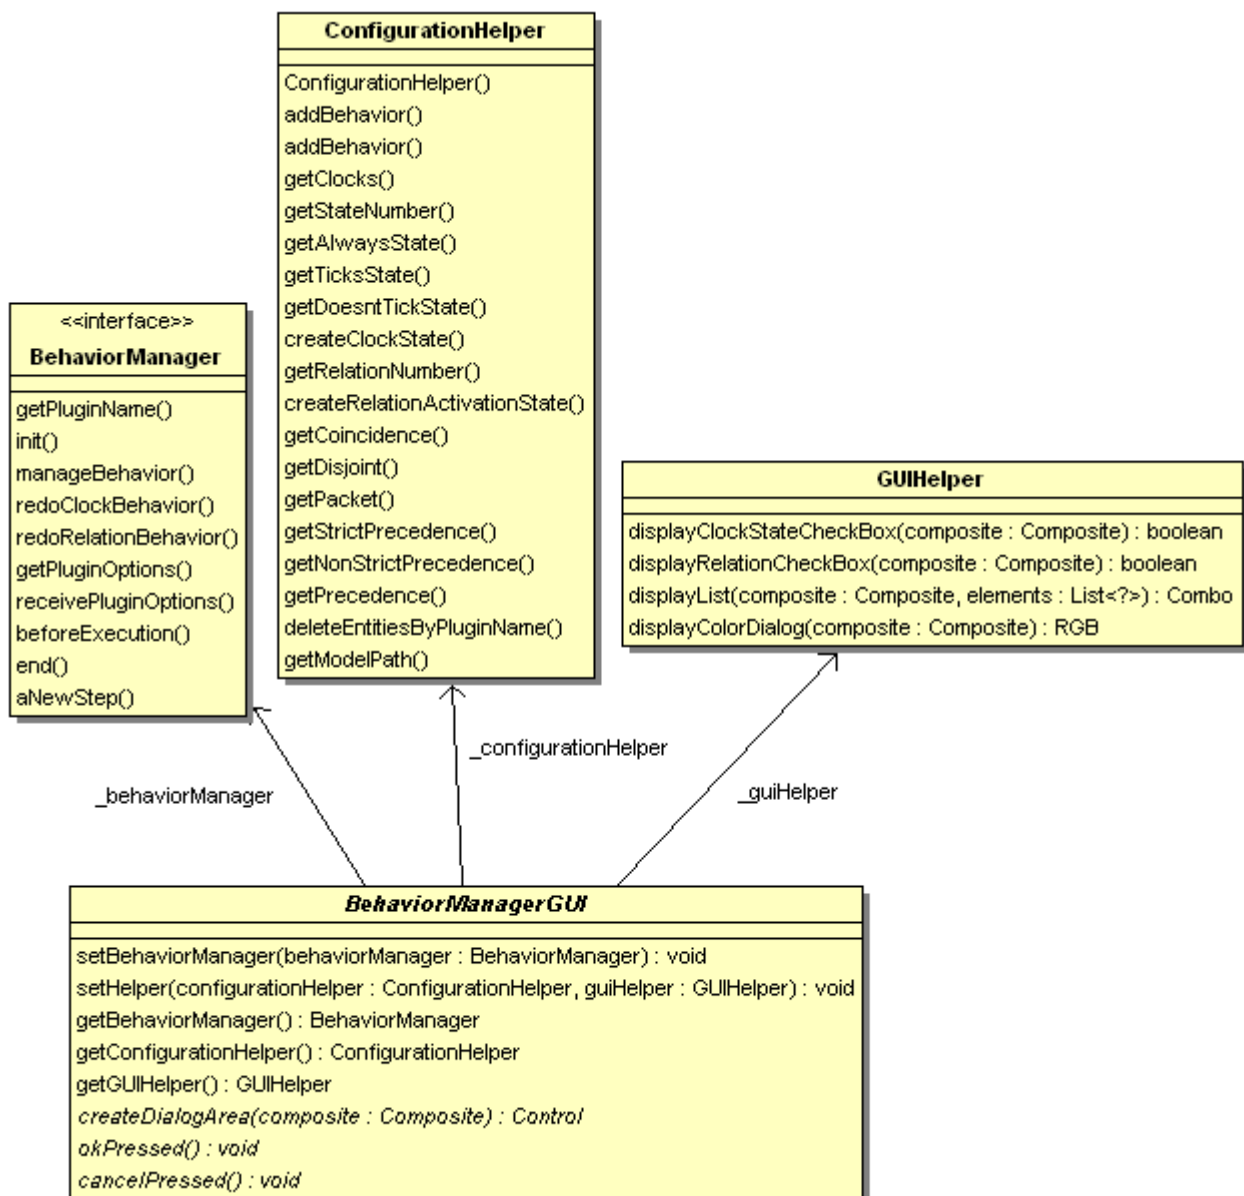 ConfigurationHelper
ConfigurationHelper()
addBehavior()
addBehavior()
getClocks()
getStateNumber()
getAlwaysState()
getTicksState()
getDoesntTickState()
createClockState()
getRelationNumber()
createRelationActivationState()
getCoincidence()
getDisjoint()
getPacket()
getStrictPrecedence()
getNonStrictPrecedence()
getPrecedence()
deleteEntitiesByPluginName()
getModelPath()
<<interface>>
BehaviorManager
getPluginName()
init()
manageBehavior()
redoClockBehavior()
redoRelationBehavior()
getPluginOptions()
receivePluginOptions()
beforeExecution()
end()
aNewStep()
GUIHelper
displayClockStateCheckBox(composite : Composite) : boolean
displayRelationCheckBox(composite : Composite) : boolean
displayList(composite : Composite, elements : List<?>) : Combo
displayColorDialog(composite : Composite) : RGB
_configurationHelper
_behaviorManager
_guiHelper
BehaviorManagerGUI
setBehaviorManager(behaviorManager : BehaviorManager) : void
setHelper(configurationHelper : ConfigurationHelper, guiHelper : GUIHelper) : void
getBehaviorManager() : BehaviorManager
getConfigurationHelper() : ConfigurationHelper
getGUIHelper() : GUIHelper
createDialogArea(composite : Composite) : Control
okPressed() : void
cancelPressed() : void